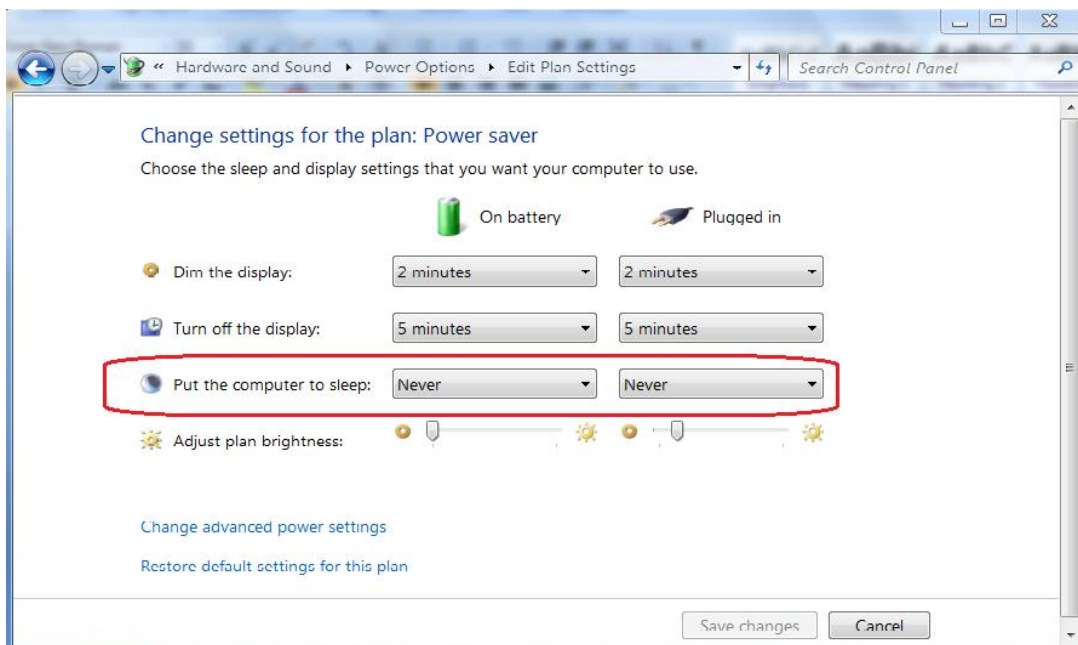 « Hardware and Sound ▸ Power Options ▸ Edit Plan Settings
Search Control Panel
Change settings for the plan: Power saver
Choose the sleep and display settings that you want your computer to use.
On battery Plugged in
Dim the display: 2 minutes 2 minutes
Turn off the display: 5 minutes 5 minutes
Put the computer to sleep: Never Never
Adjust plan brightness:
Change advanced power settings
Restore default settings for this plan
Save changes Cancel